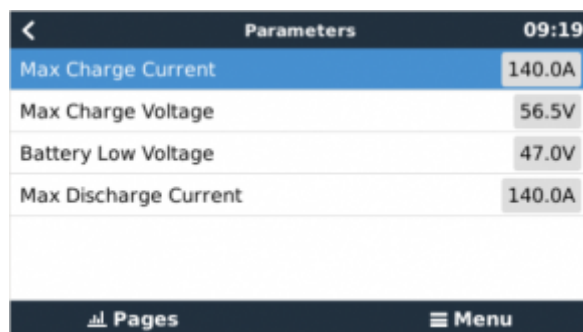 Parameters 09:19
Max Charge Current 140.0A
Max Charge Voltage 56.5V
Battery Low Voltage 47.0V
Max Discharge Current 140.0A
Pages Menu